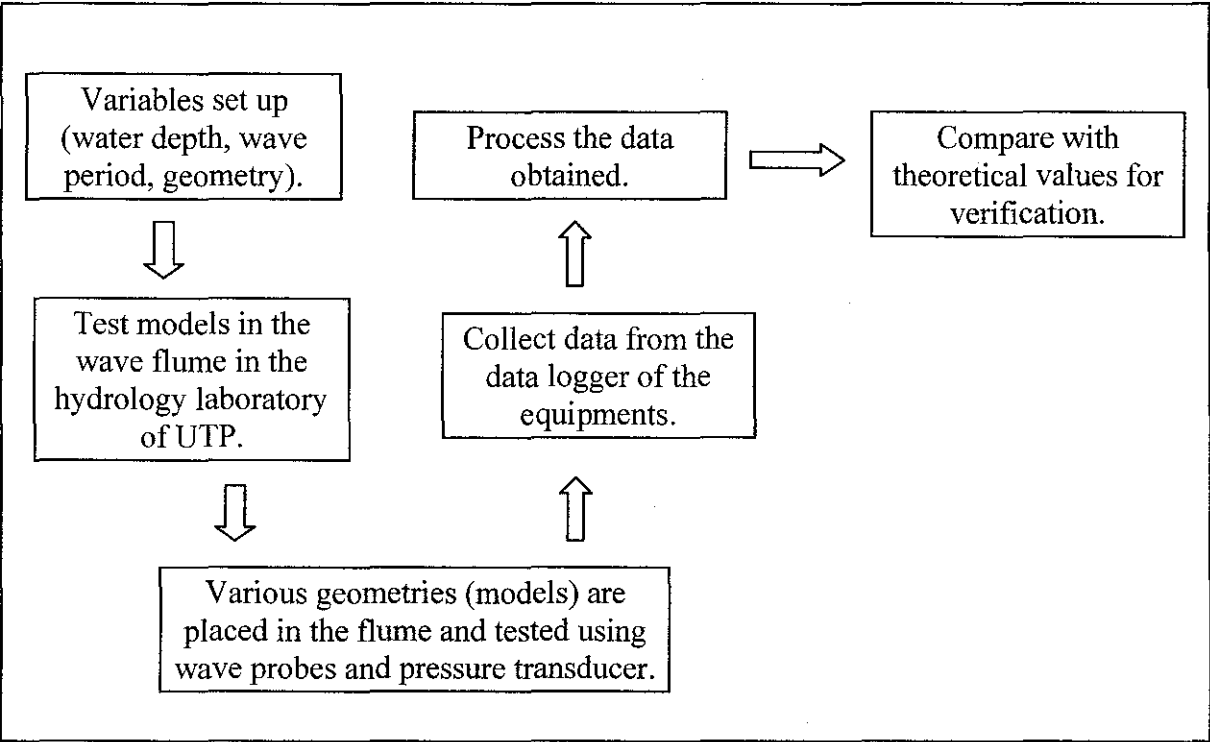 Variables set up
(water depth, wave
period, geometry).
Test models in the
wave flume in the
hydrology laboratory
of UTP.
Various geometries (models) are
placed in the flume and tested using
wave probes and pressure transducer.
Collect data from the
data logger of the
equipments.
Process the data
obtained.
Compare with
theoretical values for
verification.